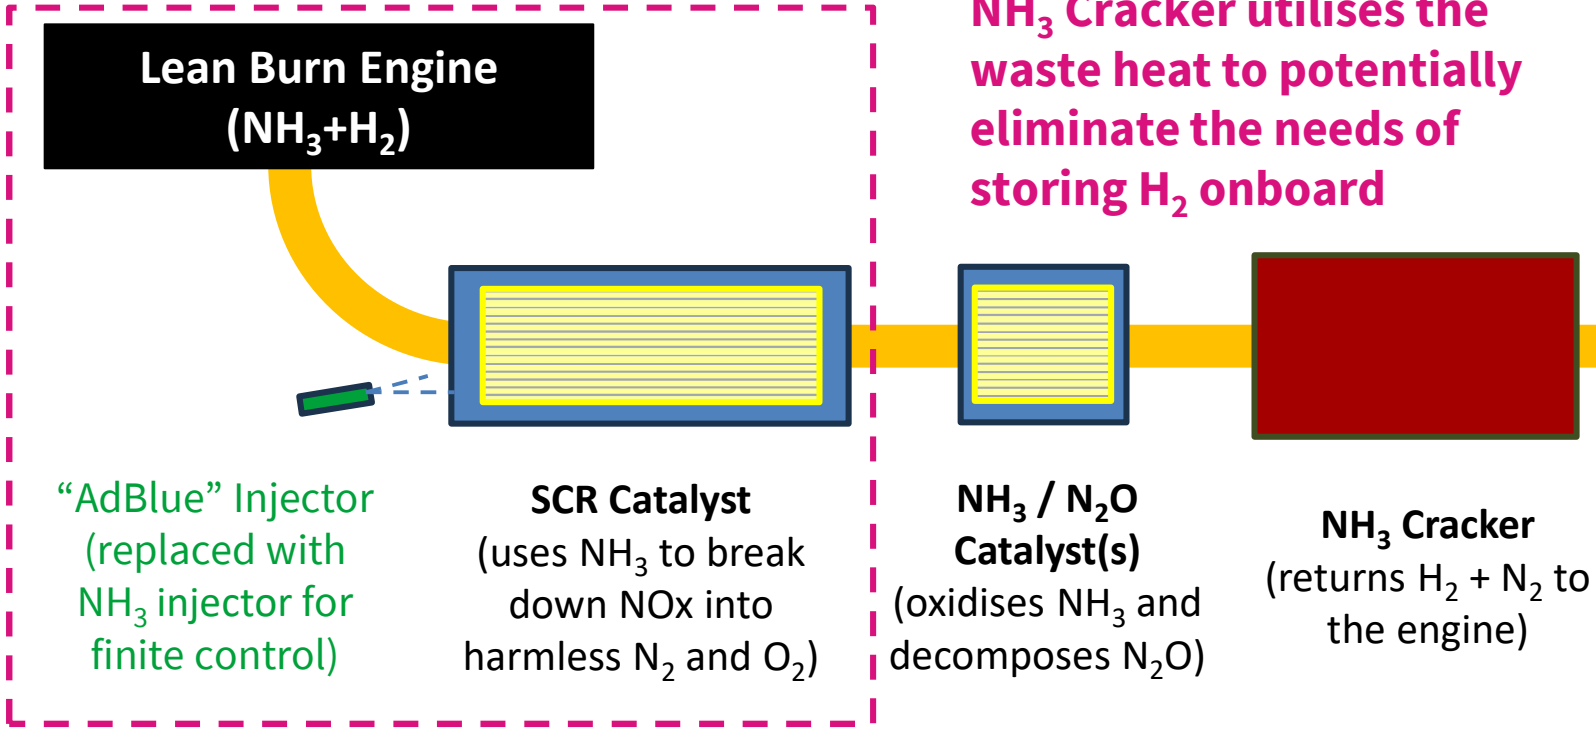 Lean Burn Engine
(NH₃+H₂)
NH₃ Cracker utilises the
waste heat to potentially
eliminate the needs of
storing H₂ onboard
“AdBlue” Injector
(replaced with
NH₃ injector for
finite control)
SCR Catalyst
(uses NH₃ to break
down NOx into
harmless N₂ and O₂)
NH₃ / N₂O
Catalyst(s)
(oxidises NH₃ and
decomposes N₂O)
NH₃ Cracker
(returns H₂ + N₂ to
the engine)